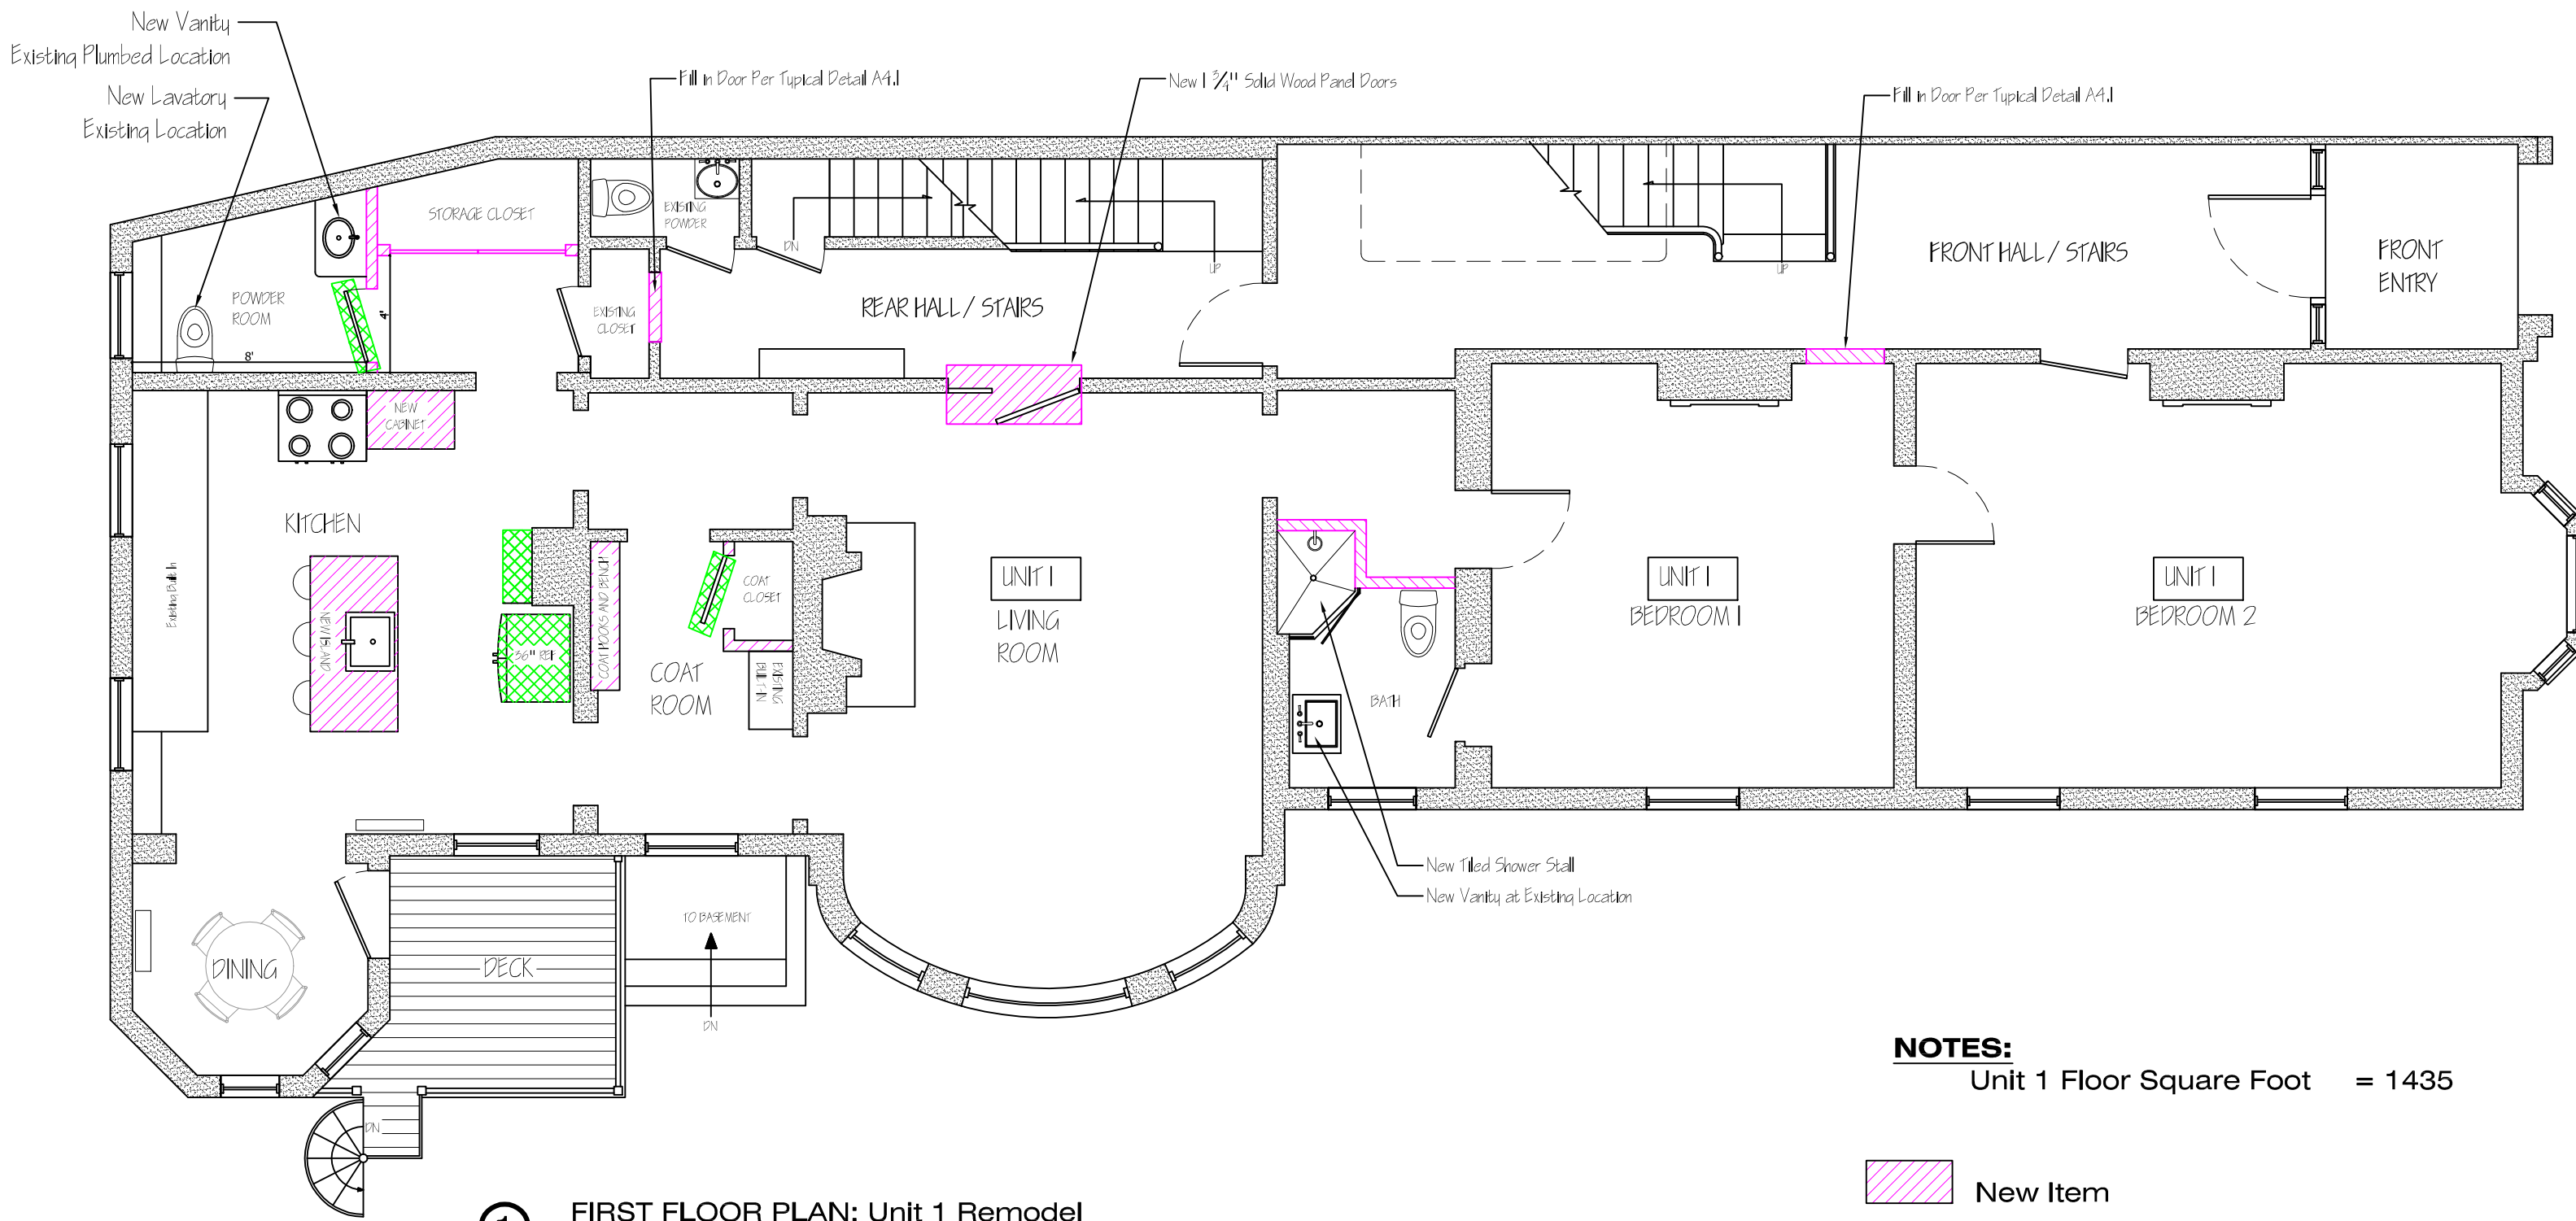 New Vanity
Existing Plumbed Location
New Lavatory
Existing Location
Fill in Door Per Typical Detail A4.1
New 1 3/4" Solid Wood Panel Doors
Fill in Door Per Typical Detail A4.1
STORAGE CLOSET
EXISTING
POWDER
DN
UP
UP
FRONT HALL / STAIRS
FRONT
ENTRY
POWDER
ROOM
4'
8'
EXISTING
CLOSET
REAR HALL / STAIRS
NEW
CABINET
KITCHEN
Existing Built In
NEW ISLAND
36" REF
COAT HOOKS AND BENCH
COAT
CLOSET
COAT
ROOM
EXISTING
BUILT-IN
UNIT 1
LIVING
ROOM
BATH
UNIT 1
BEDROOM 1
UNIT 1
BEDROOM 2
New Tiled Shower Stall
New Vanity at Existing Location
TO BASEMENT
DN
DINING
DECK
DN
NOTES:
Unit 1 Floor Square Foot = 1435
New Item
1
FIRST FLOOR PLAN: Unit 1 Remodel